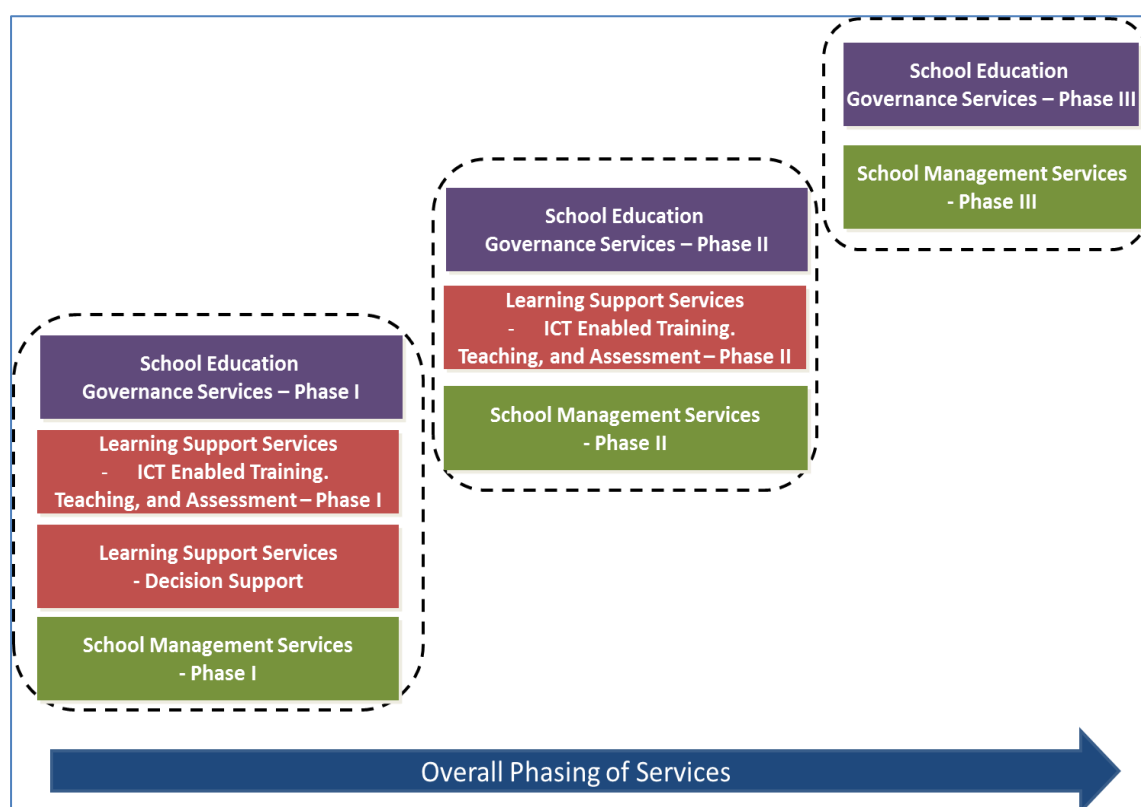 School Education
Governance Services – Phase III
School Management Services
- Phase III
School Education
Governance Services – Phase II
Learning Support Services
- ICT Enabled Training.
Teaching, and Assessment – Phase II
School Management Services
- Phase II
School Education
Governance Services – Phase I
Learning Support Services
- ICT Enabled Training.
Teaching, and Assessment – Phase I
Learning Support Services
- Decision Support
School Management Services
- Phase I
Overall Phasing of Services